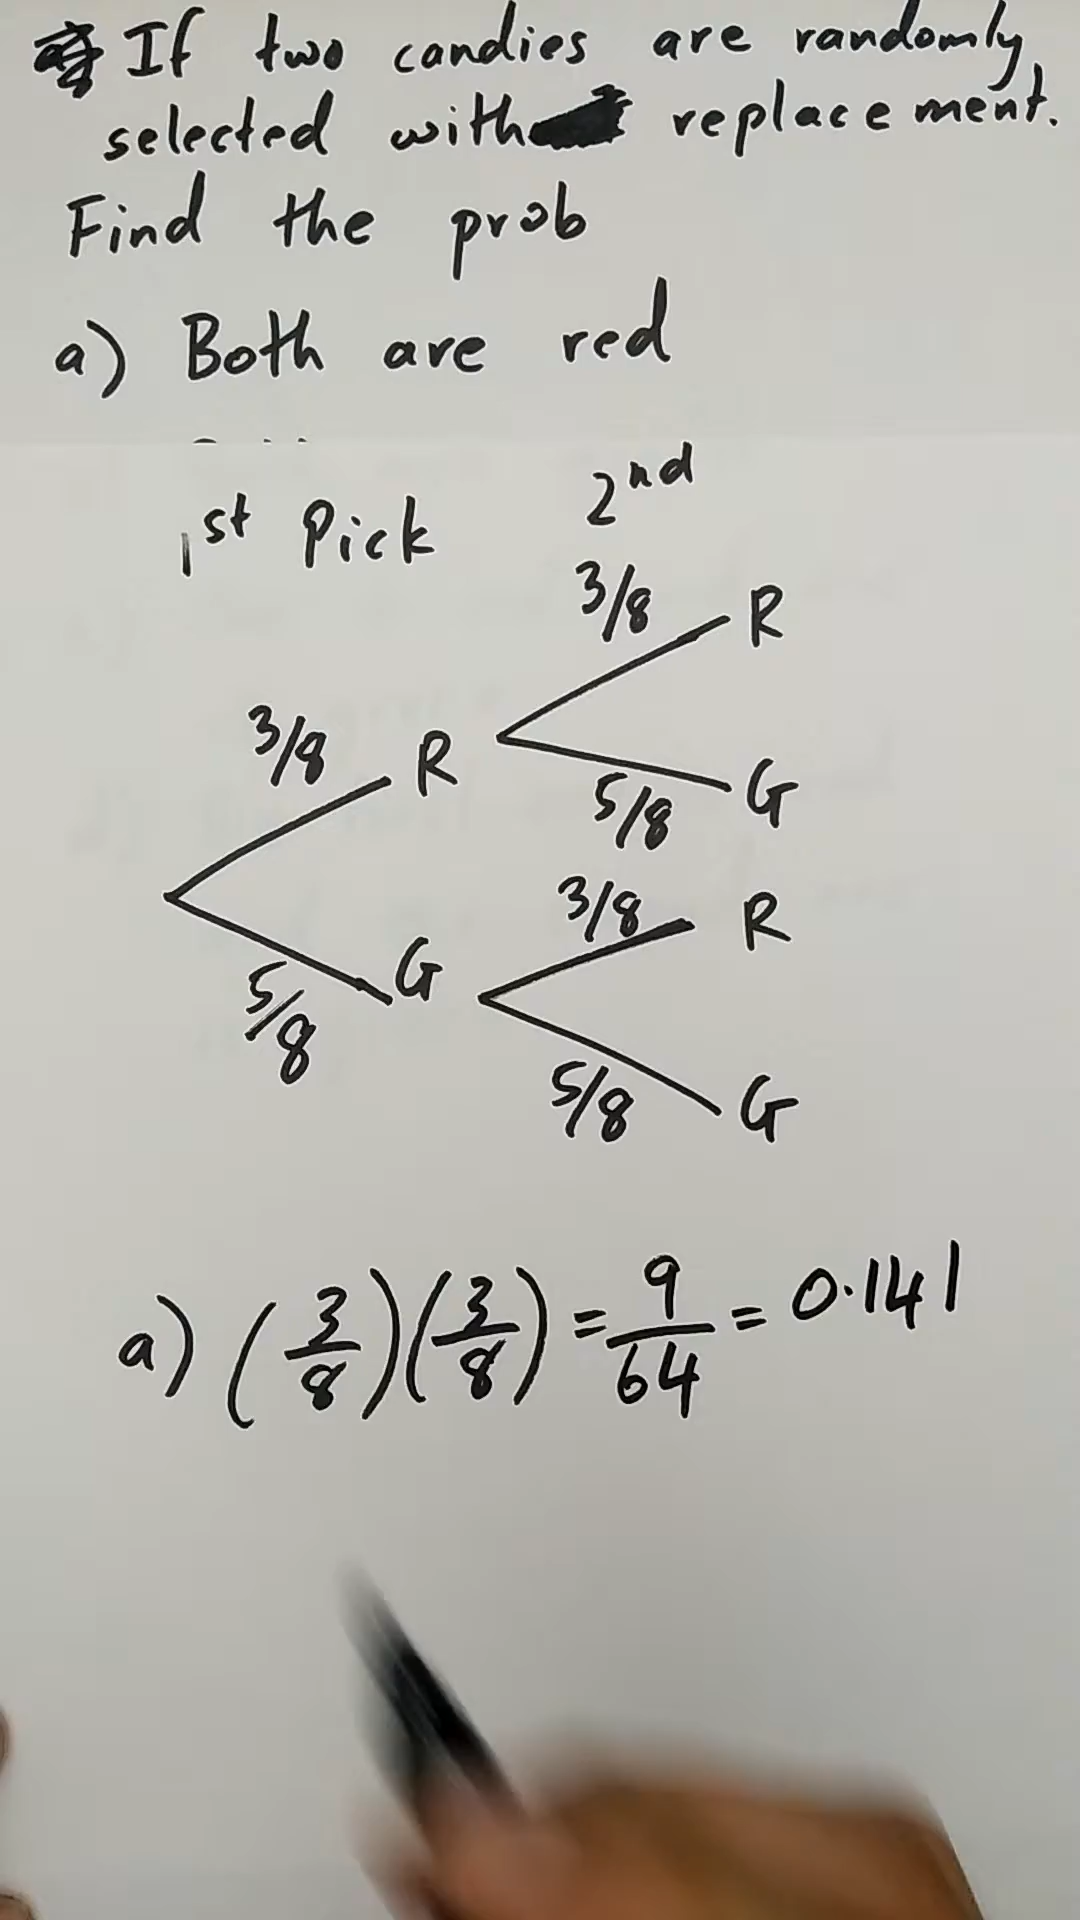 If two candies are randomly
selected with replacement.
Find the prob
a) Both are red
1st Pick 2nd
3/8 R
3/8 R
5/8 G
3/8 R
5/8 G
5/8 G
a) (3/8)(3/8) = 9/64 = 0.141